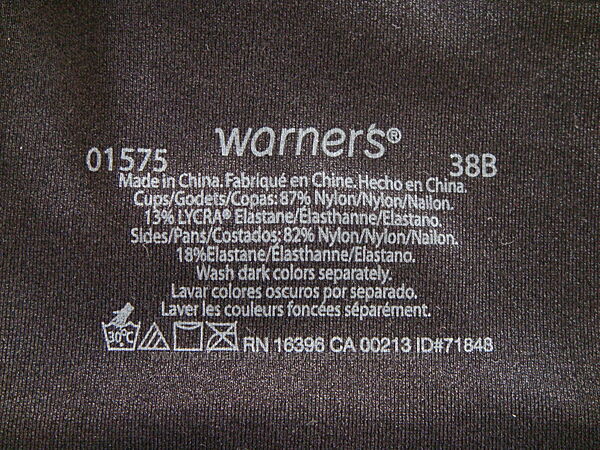 warner's®
01575 38B
Made in China. Fabriqué en Chine. Hecho en China.
Cups/Godets/Copas: 87% Nylon/Nylon/Nailon.
13% LYCRA® Elastane/Élasthanne/Elastano.
Sides/Pans/Costados: 82% Nylon/Nylon/Nailon.
18%Elastane/Élasthanne/Elastano.
Wash dark colors separately.
Lavar colores oscuros por separado.
Laver les couleurs foncées séparément.
30°C RN 16396 CA 00213 ID#71848